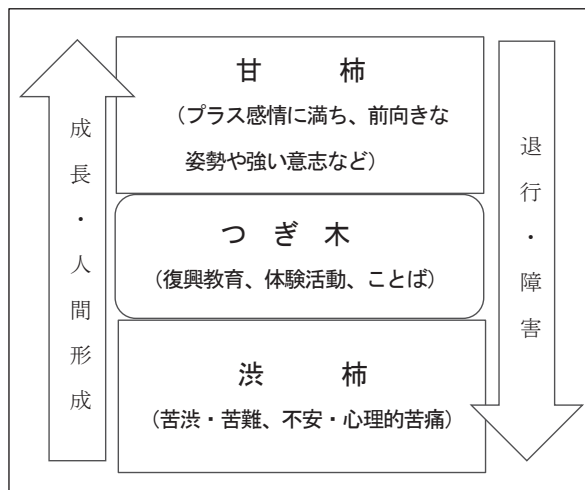 甘　柿
（プラス感情に満ち、前向きな
姿勢や強い意志など）
つ ぎ 木
（復興教育、体験活動、ことば）
渋　柿
（苦渋・苦難、不安・心理的苦痛）
成長・人間形成
退行・障害